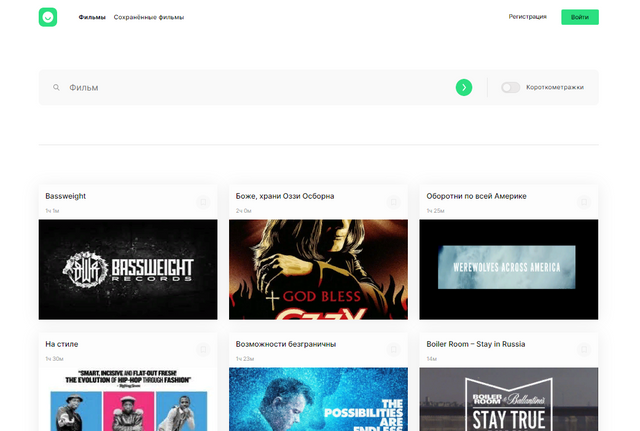 Фильмы Сохранённые фильмы Регистрация Войти
Фильм Короткометражки
Bassweight Боже, храни Оззи Осборна Оборотни по всей Америке
1ч 1м 2ч 0м 1ч 25м
BASSWEIGHT
RECORDS
GOD BLESS
OZZY
WEREWOLVES ACROSS AMERICA
На стиле Возможности безграничны Boiler Room – Stay in Russia
1ч 30м 1ч 23м 14м
"SMART, INCISIVE AND FLAT-OUT FRESH!
THE EVOLUTION OF HIP-HOP THROUGH FASHION"
THE
POSSIBILITIES
ARE
ENDLESS
BOILER
ROOM & Ballantine's
STAY TRUE